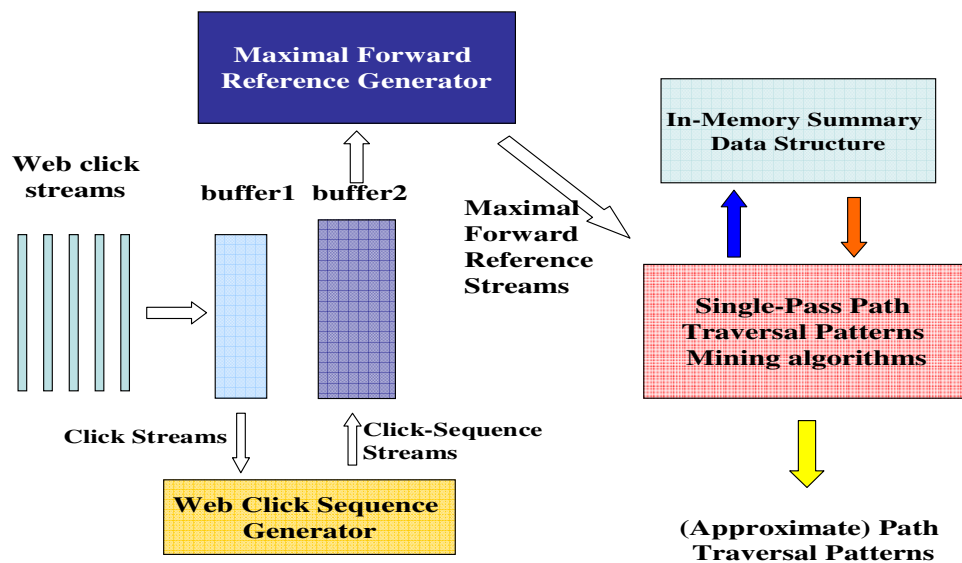 Maximal Forward
Reference Generator
In-Memory Summary
Data Structure
Web click
streams
buffer1
buffer2
Maximal
Forward
Reference
Streams
Single-Pass Path
Traversal Patterns
Mining algorithms
Click Streams
Click-Sequence
Streams
Web Click Sequence
Generator
(Approximate) Path
Traversal Patterns